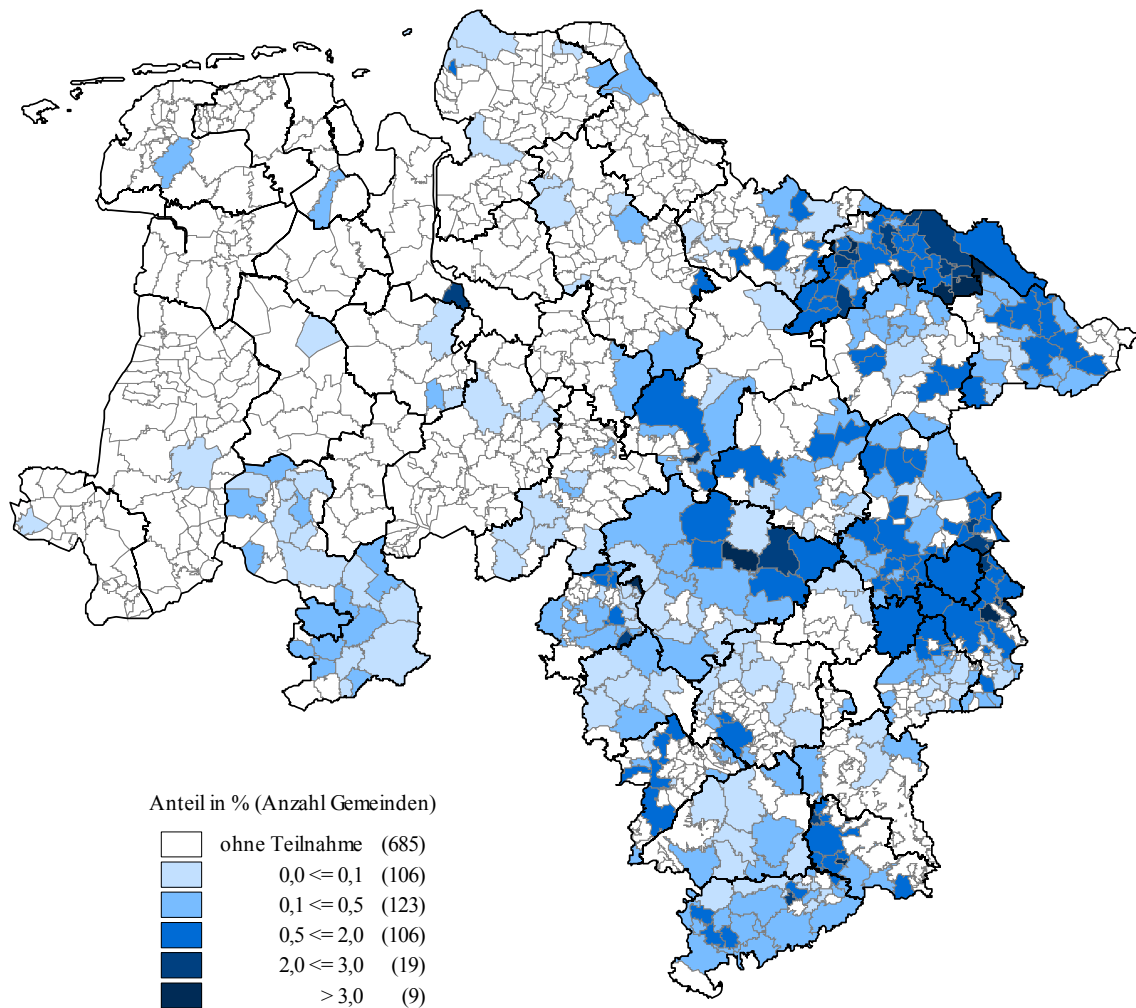 Anteil in % (Anzahl Gemeinden)
ohne Teilnahme (685)
0,0 <= 0,1 (106)
0,1 <= 0,5 (123)
0,5 <= 2,0 (106)
2,0 <= 3,0 (19)
> 3,0 (9)